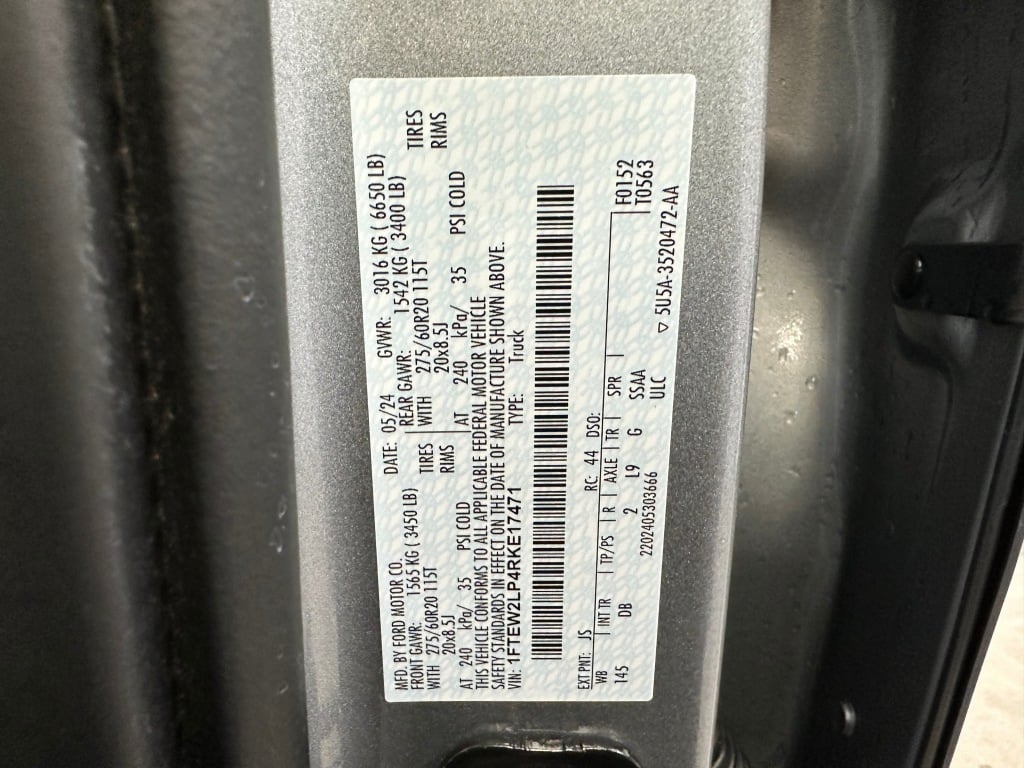 MFD. BY FORD MOTOR CO. DATE: 05/24 GVWR: 3016 KG ( 6650 LB)
FRONT GAWR: 1565 KG ( 3450 LB) REAR GAWR: 1542 KG ( 3400 LB)
WITH 275/60R20 115T TIRES WITH 275/60R20 115T TIRES
20x8.5J RIMS 20x8.5J RIMS
AT 240 kPa/ 35 PSI COLD AT 240 kPa/ 35 PSI COLD
THIS VEHICLE CONFORMS TO ALL APPLICABLE FEDERAL MOTOR VEHICLE
SAFETY STANDARDS IN EFFECT ON THE DATE OF MANUFACTURE SHOWN ABOVE.
VIN: 1FTEW2LP4RKE17471 TYPE: Truck
EXT PNT: JS RC: 44 DSO: F0152
WB INT TR TP/PS R AXLE TR SPR T0563
145 DB 2 L9 G SSAA
ULC
2202405303666 ▽ 5U5A-3520472-AA